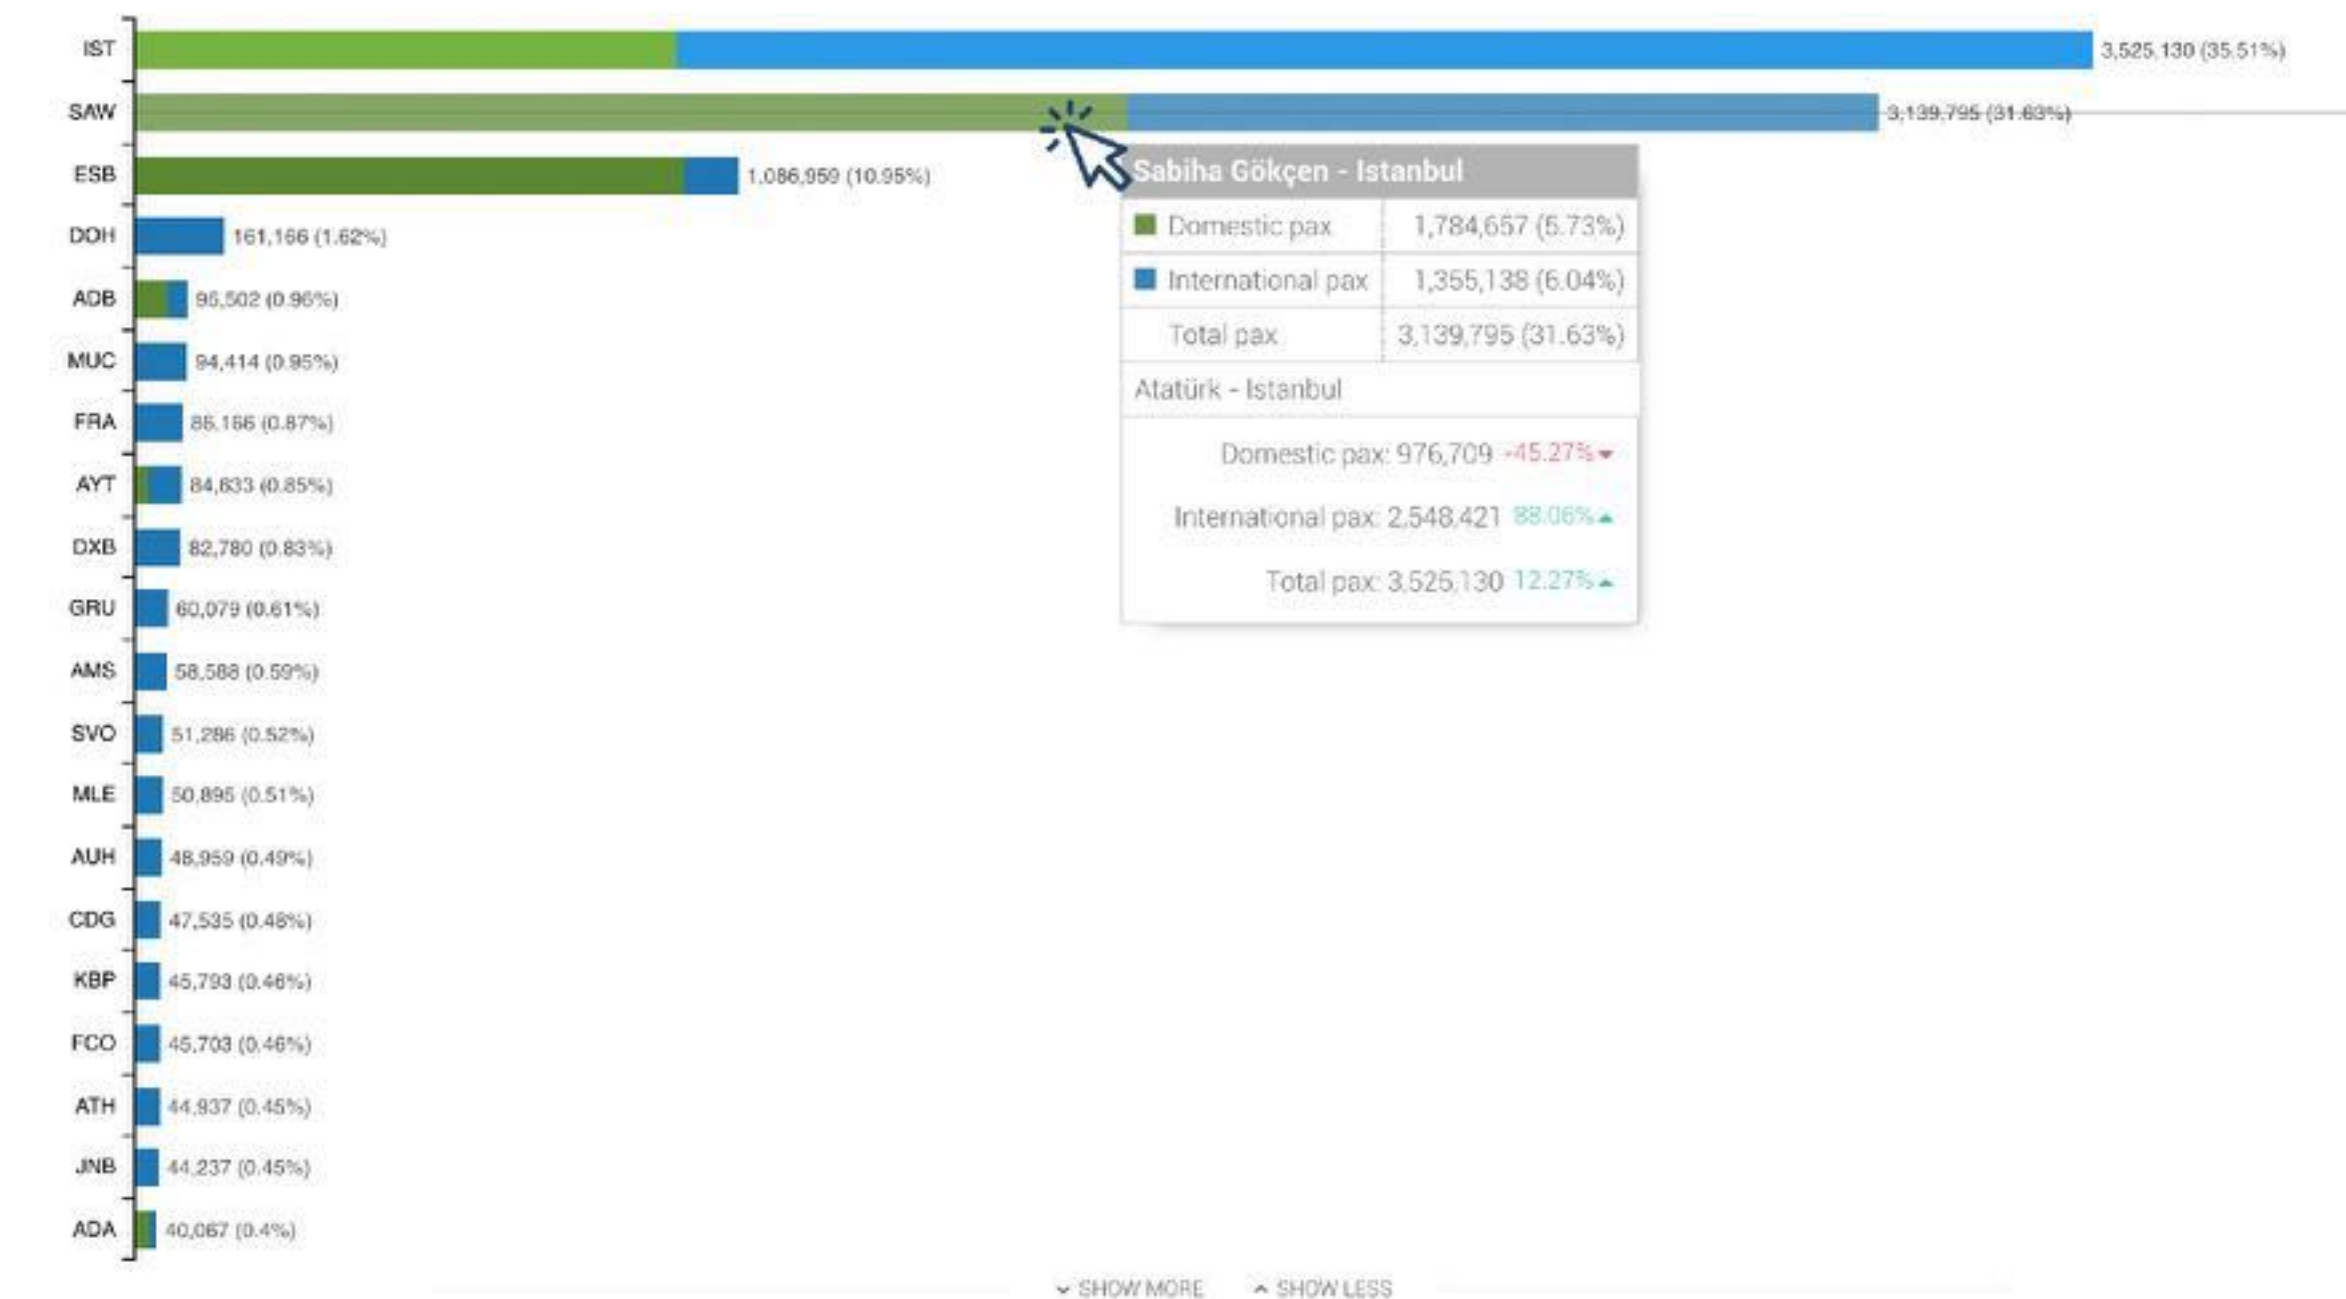 IST 3,525,130 (35.51%)
SAW 3,139,795 (31.63%)
ESB 1,086,959 (10.95%)
Sabiha Gökçen - Istanbul
Domestic pax 1,784,657 (5.73%)
International pax 1,355,138 (6.04%)
Total pax 3,139,795 (31.63%)
Atatürk - Istanbul
Domestic pax: 976,709 -45.27%
International pax: 2,548,421 88.06%
Total pax: 3,525,130 12.27%
DOH 161,166 (1.62%)
ADB (0.96%)
MUC 94,414 (0.95%)
FRA (0.87%)
AYT 84,633 (0.85%)
DXB 82,780 (0.83%)
GRU 60,079 (0.61%)
AMS 58,588 (0.59%)
SVO 51,286 (0.52%)
MLE 50,895 (0.51%)
AUH 48,959 (0.49%)
CDG 47,535 (0.48%)
KBP 45,793 (0.46%)
FCO 45,703 (0.46%)
ATH 44,937 (0.45%)
JNB 44,237 (0.45%)
ADA 40,067 (0.4%)
SHOW MORE SHOW LESS